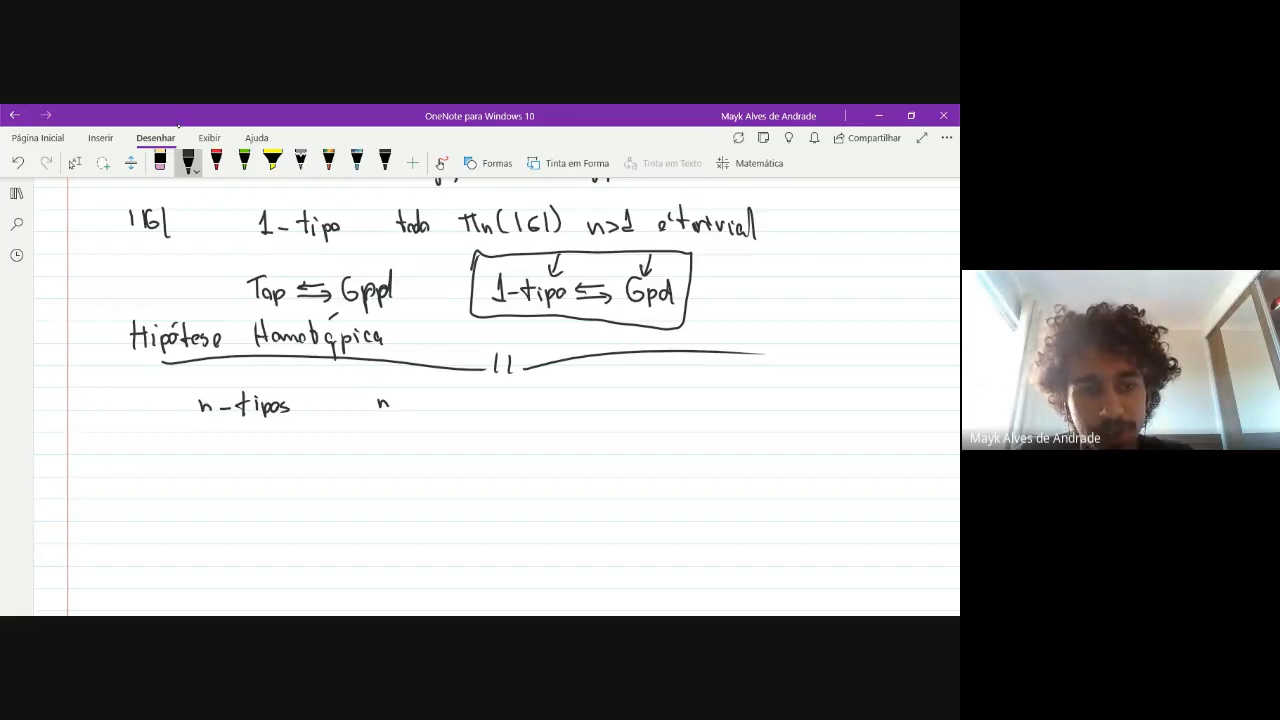 OneNote para Windows 10
Mayk Alves de Andrade
Página Inicial Inserir Desenhar Exibir Ajuda
Compartilhar
Formas Tinta em Forma Tinta em Texto Matemática
|G| 1-tipo todo πn(|G|) n>1 é trivial
Top ⇆ Gpd 1-tipo ⇆ Gpd
Hipótese Homotópica
n-tipos n
Mayk Alves de Andrade